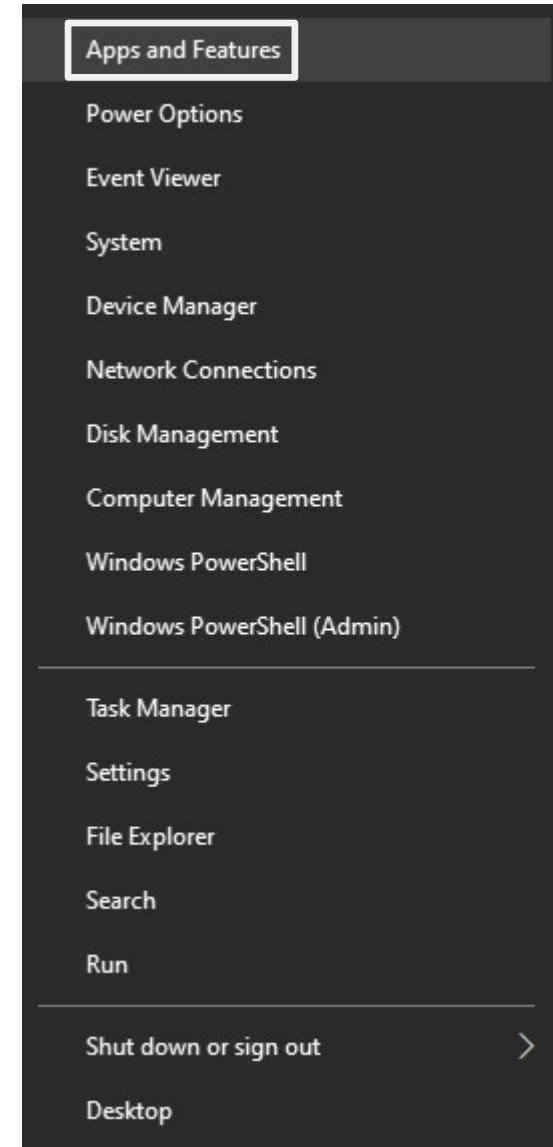 Apps and Features
Power Options
Event Viewer
System
Device Manager
Network Connections
Disk Management
Computer Management
Windows PowerShell
Windows PowerShell (Admin)
Task Manager
Settings
File Explorer
Search
Run
Shut down or sign out
Desktop